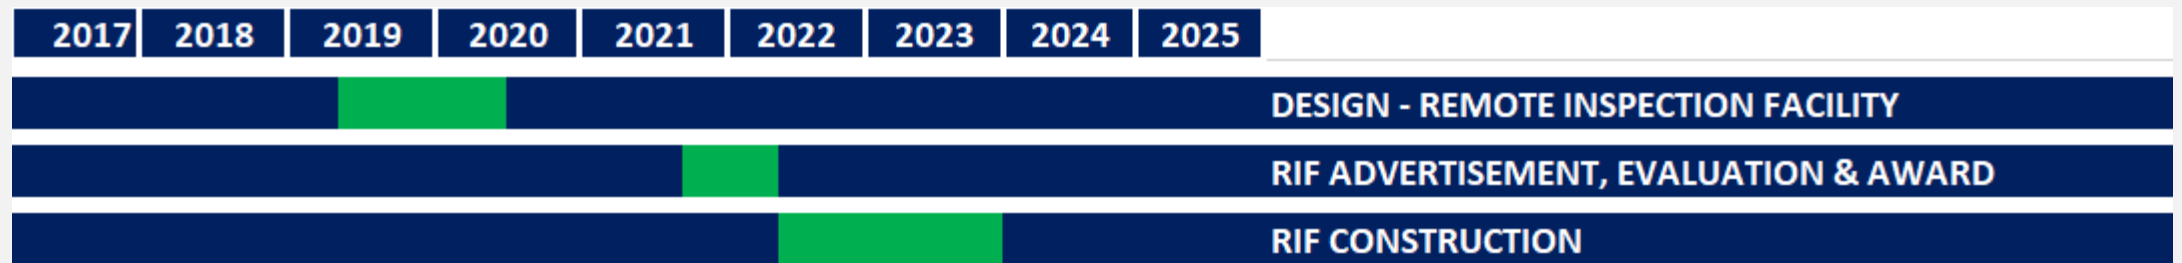 2017 2018 2019 2020 2021 2022 2023 2024 2025
DESIGN - REMOTE INSPECTION FACILITY
RIF ADVERTISEMENT, EVALUATION & AWARD
RIF CONSTRUCTION